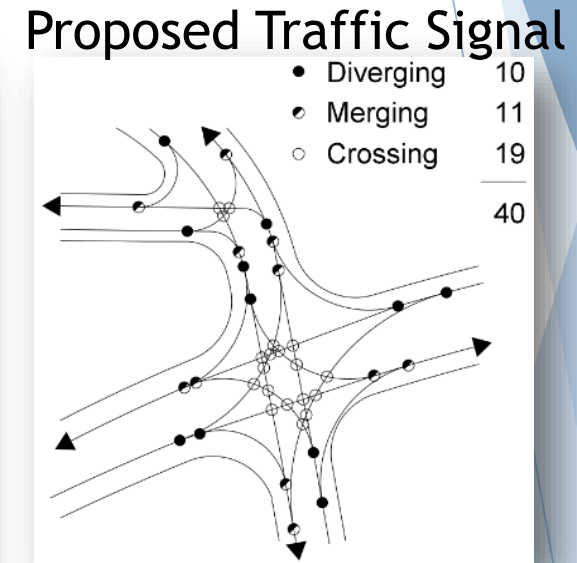 Proposed Traffic Signal
Diverging 10
Merging 11
Crossing 19
40